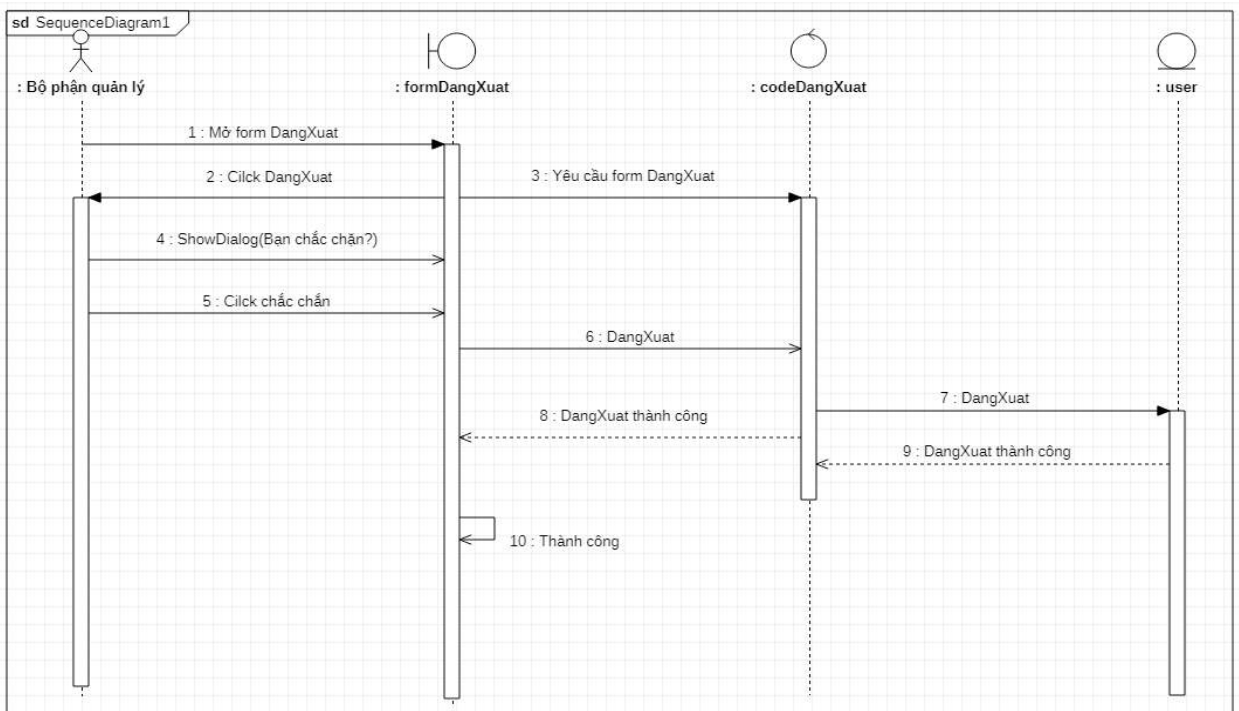 sd SequenceDiagram1
: Bộ phận quản lý
: formDangXuat
: codeDangXuat
: user
1 : Mở form DangXuat
2 : Cilck DangXuat
3 : Yêu cầu form DangXuat
4 : ShowDialog(Bạn chắc chặn?)
5 : Cilck chắc chắn
6 : DangXuat
7 : DangXuat
8 : DangXuat thành công
9 : DangXuat thành công
10 : Thành công